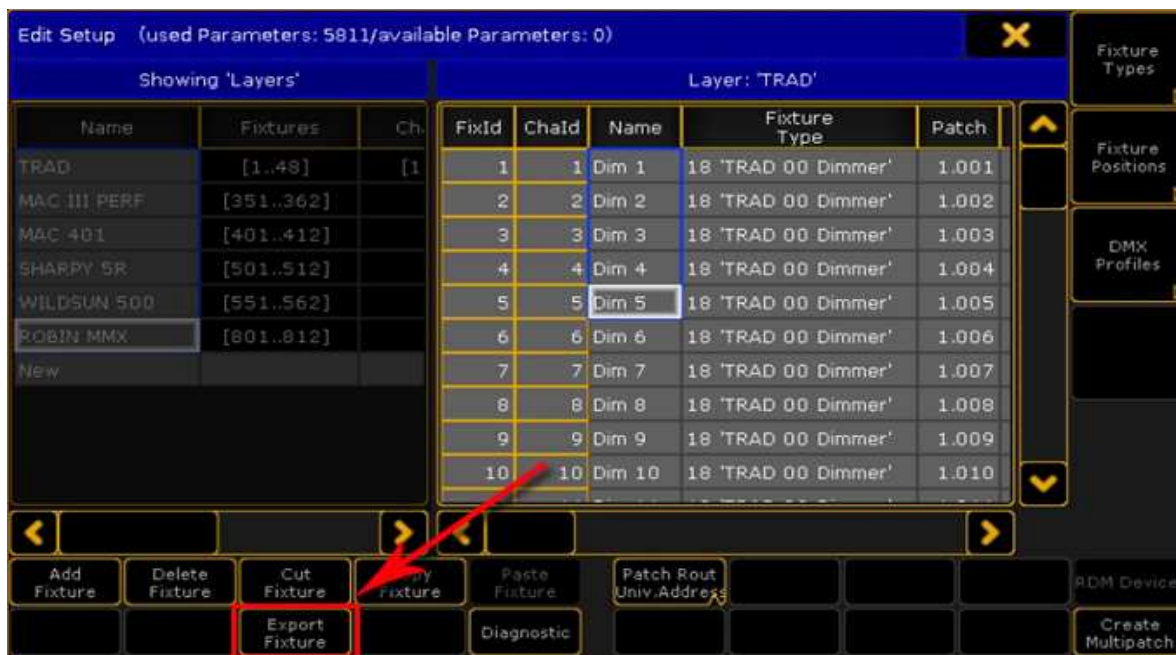 Edit Setup (used Parameters: 5811/available Parameters: 0)
Fixture Types
Fixture Positions
DMX Profiles
Showing 'Layers'
Name Fixtures Ch.
TRAD [1..48] [1
MAC III PERF [351..362]
MAC 401 [401..412]
SHARPY 5R [501..512]
WILDSUN 500 [551..562]
ROBIN MMX [801..812]
New
Layer: 'TRAD'
FixId ChaId Name Fixture Type Patch
1 1 Dim 1 18 'TRAD 00 Dimmer' 1.001
2 2 Dim 2 18 'TRAD 00 Dimmer' 1.002
3 3 Dim 3 18 'TRAD 00 Dimmer' 1.003
4 4 Dim 4 18 'TRAD 00 Dimmer' 1.004
5 5 Dim 5 18 'TRAD 00 Dimmer' 1.005
6 6 Dim 6 18 'TRAD 00 Dimmer' 1.006
7 7 Dim 7 18 'TRAD 00 Dimmer' 1.007
8 8 Dim 8 18 'TRAD 00 Dimmer' 1.008
9 9 Dim 9 18 'TRAD 00 Dimmer' 1.009
10 10 Dim 10 18 'TRAD 00 Dimmer' 1.010
Add Fixture
Delete Fixture
Cut Fixture
Fixture
Paste Fixture
Patch Rout Univ.Address
RDM Device
Export Fixture
Diagnostic
Create Multipatch